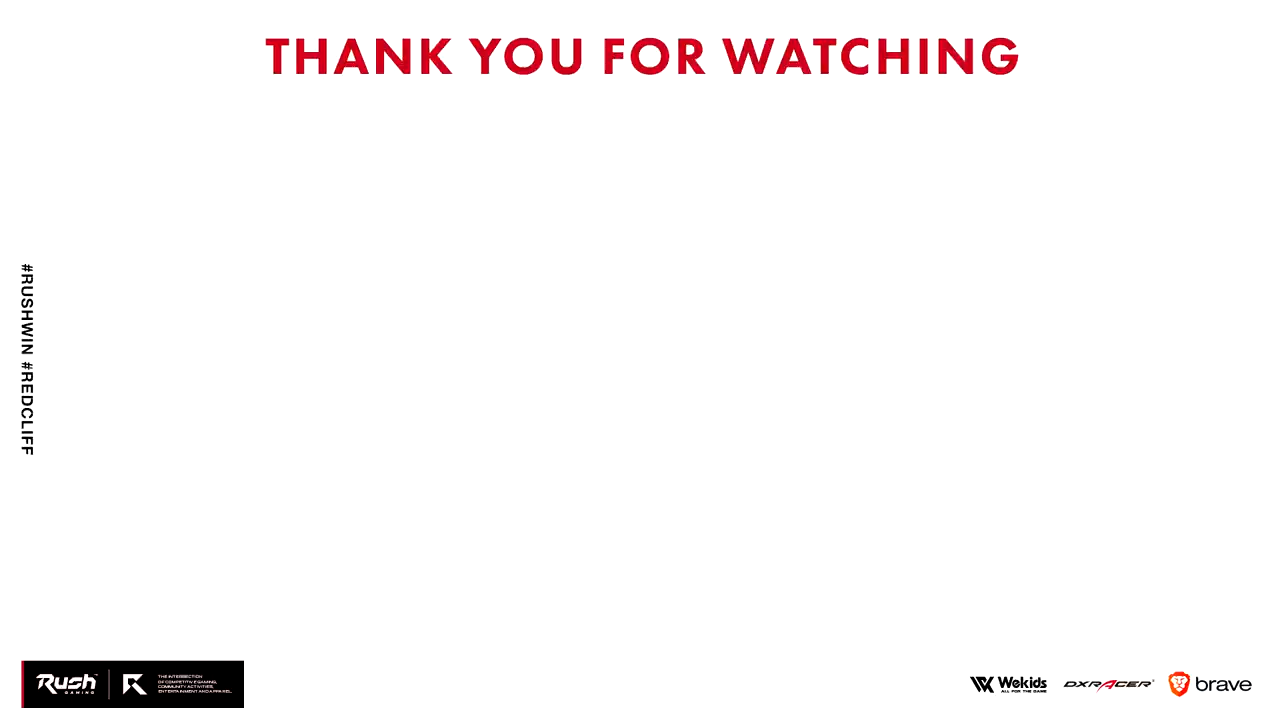 THANK YOU FOR WATCHING
#RUSHWIN #REDCLIFF
Rush
GAMING
THE INTERSECTION
OF COMPETITIVE GAMING,
COMMUNITY ACTIVITIES,
ENTERTAINMENT AND APPAREL.
Wekids
ALL FOR THE GAME
DXRACER
brave